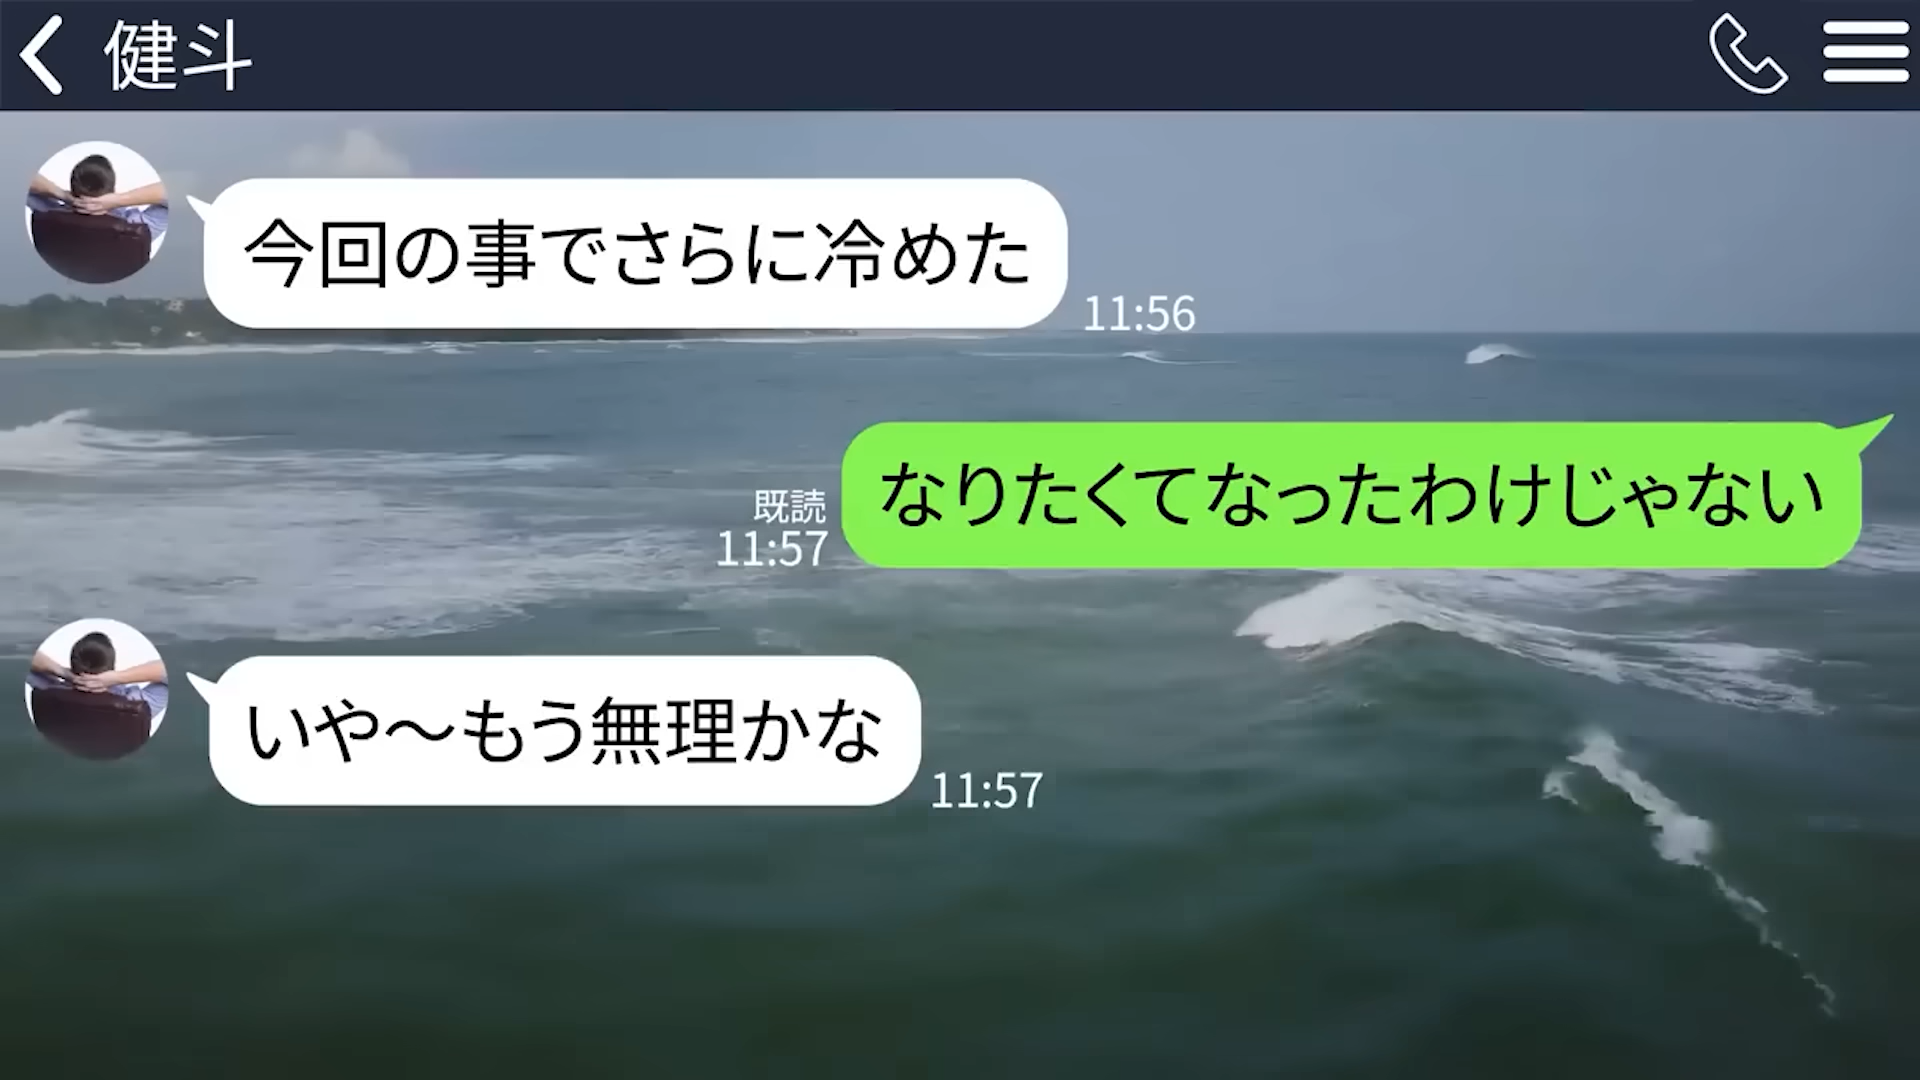 健斗
今回の事でさらに冷めた
11:56
なりたくてなったわけじゃない
既読
11:57
いや〜もう無理かな
11:57